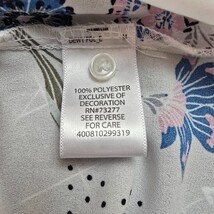 100% POLYESTER
EXCLUSIVE OF
DECORATION
RN#73277
SEE REVERSE
FOR CARE
400810299319